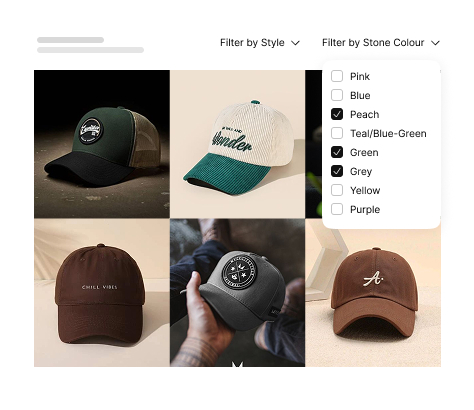 Filter by Style
Filter by Stone Colour
Pink
Blue
Peach
Teal/Blue-Green
Green
Grey
Yellow
Purple
Wonder
CHILL VIBES
A.